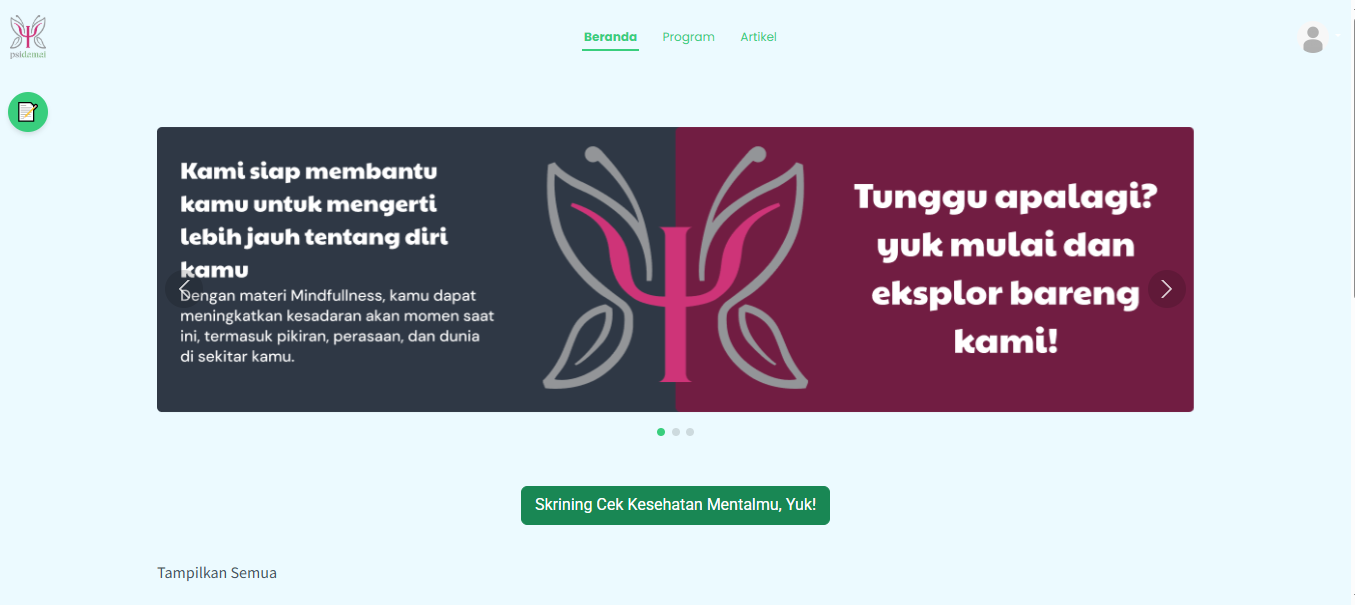 psidamai
Beranda
Program
Artikel
Kami siap membantu
kamu untuk mengerti
lebih jauh tentang diri
kamu
Dengan materi Mindfullness, kamu dapat
meningkatkan kesadaran akan momen saat
ini, termasuk pikiran, perasaan, dan dunia
di sekitar kamu.
Tunggu apalagi?
yuk mulai dan
eksplor bareng
kami!
Skrining Cek Kesehatan Mentalmu, Yuk!
Tampilkan Semua